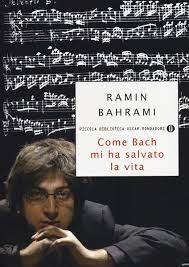 RAMIN
BAHRAMI
PICCOLA BIBLIOTECA OSCAR MONDADORI
Come Bach
mi ha salvato
la vita